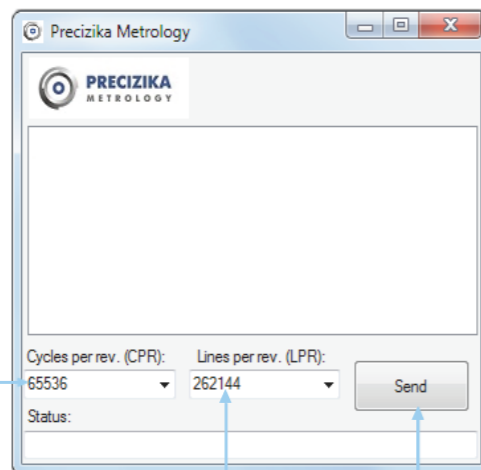 Precizika Metrology
PRECIZIKA
METROLOGY
Cycles per rev. (CPR): Lines per rev. (LPR):
65536 262144 Send
Status: